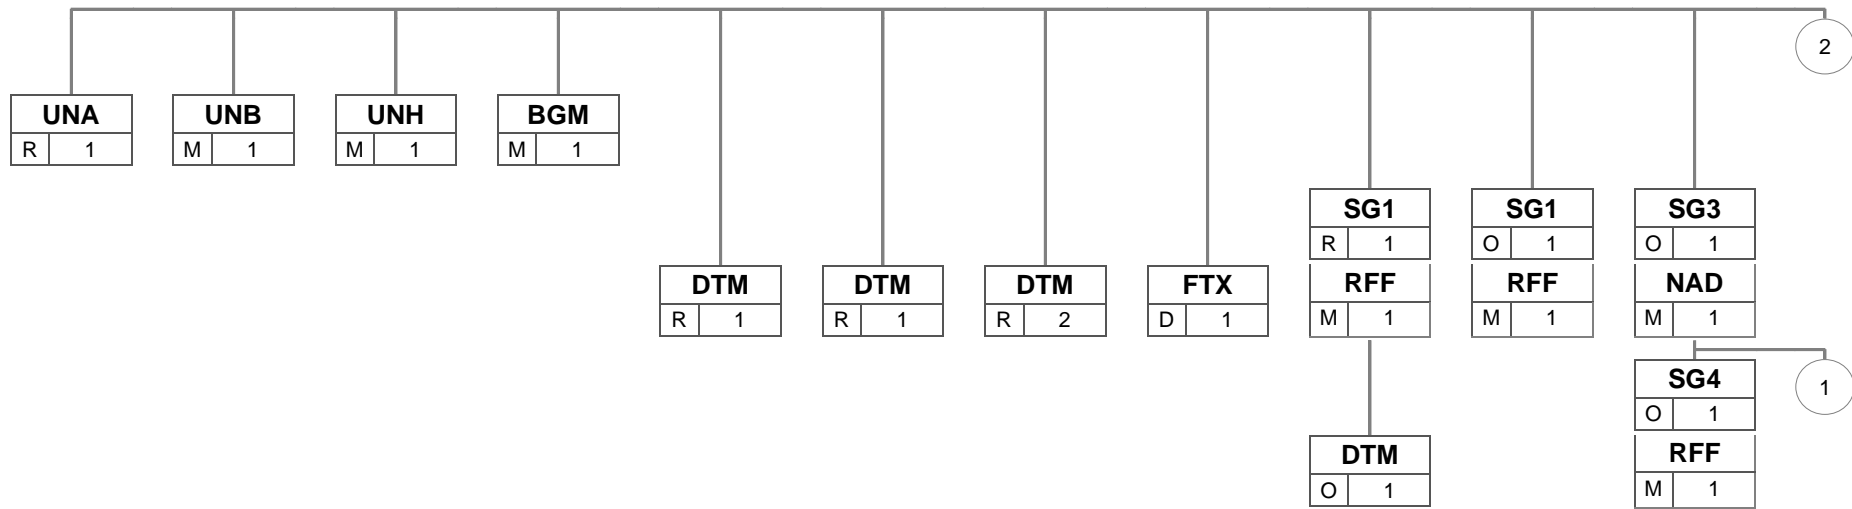 2
UNA
R 1
UNB
M 1
UNH
M 1
BGM
M 1
DTM
R 1
DTM
R 1
DTM
R 2
FTX
D 1
SG1
R 1
RFF
M 1
DTM
O 1
SG1
O 1
RFF
M 1
SG3
O 1
NAD
M 1
SG4
O 1
RFF
M 1
1